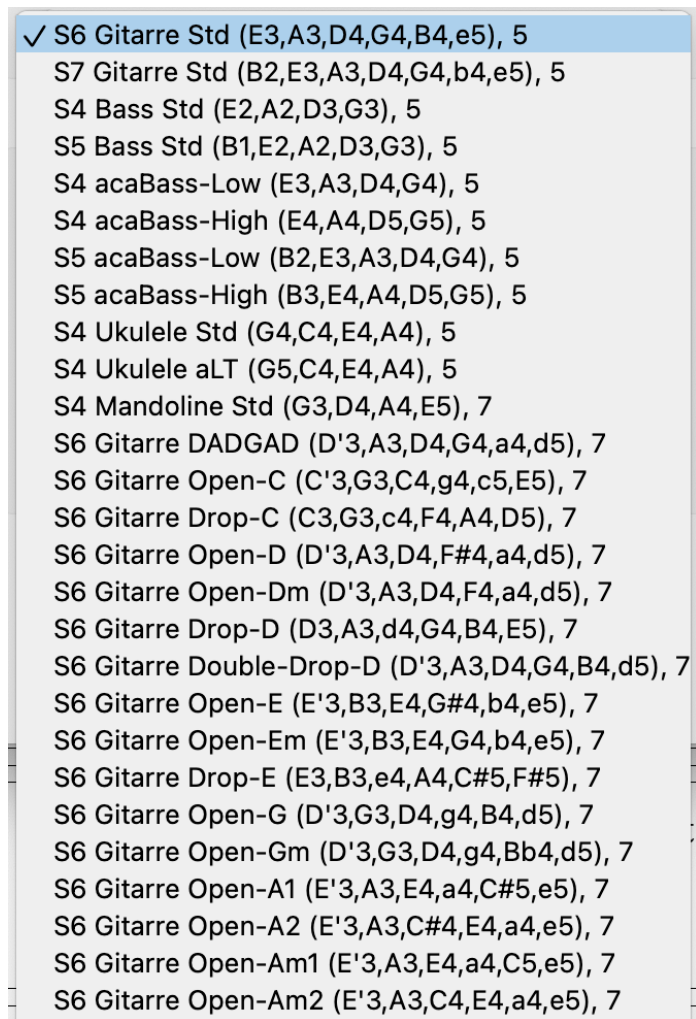 ✓ S6 Gitarre Std (E3,A3,D4,G4,B4,e5), 5
S7 Gitarre Std (B2,E3,A3,D4,G4,b4,e5), 5
S4 Bass Std (E2,A2,D3,G3), 5
S5 Bass Std (B1,E2,A2,D3,G3), 5
S4 acaBass-Low (E3,A3,D4,G4), 5
S4 acaBass-High (E4,A4,D5,G5), 5
S5 acaBass-Low (B2,E3,A3,D4,G4), 5
S5 acaBass-High (B3,E4,A4,D5,G5), 5
S4 Ukulele Std (G4,C4,E4,A4), 5
S4 Ukulele aLT (G5,C4,E4,A4), 5
S4 Mandoline Std (G3,D4,A4,E5), 7
S6 Gitarre DADGAD (D'3,A3,D4,G4,a4,d5), 7
S6 Gitarre Open-C (C'3,G3,C4,g4,c5,E5), 7
S6 Gitarre Drop-C (C3,G3,c4,F4,A4,D5), 7
S6 Gitarre Open-D (D'3,A3,D4,F#4,a4,d5), 7
S6 Gitarre Open-Dm (D'3,A3,D4,F4,a4,d5), 7
S6 Gitarre Drop-D (D3,A3,d4,G4,B4,E5), 7
S6 Gitarre Double-Drop-D (D'3,A3,D4,G4,B4,d5), 7
S6 Gitarre Open-E (E'3,B3,E4,G#4,b4,e5), 7
S6 Gitarre Open-Em (E'3,B3,E4,G4,b4,e5), 7
S6 Gitarre Drop-E (E3,B3,e4,A4,C#5,F#5), 7
S6 Gitarre Open-G (D'3,G3,D4,g4,B4,d5), 7
S6 Gitarre Open-Gm (D'3,G3,D4,g4,Bb4,d5), 7
S6 Gitarre Open-A1 (E'3,A3,E4,a4,C#5,e5), 7
S6 Gitarre Open-A2 (E'3,A3,C#4,E4,a4,e5), 7
S6 Gitarre Open-Am1 (E'3,A3,E4,a4,C5,e5), 7
S6 Gitarre Open-Am2 (E'3,A3,C4,E4,a4,e5), 7